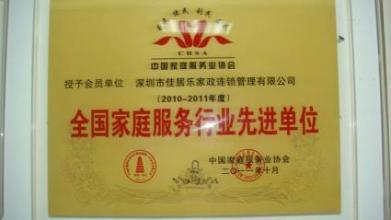 CHSA
中国家庭服务业协会
授予会员单位 深圳市佳居乐家政连锁管理有限公司
(2010-2011年度)
全国家庭服务行业先进单位
中国家庭服务业协会
二〇一一年十月